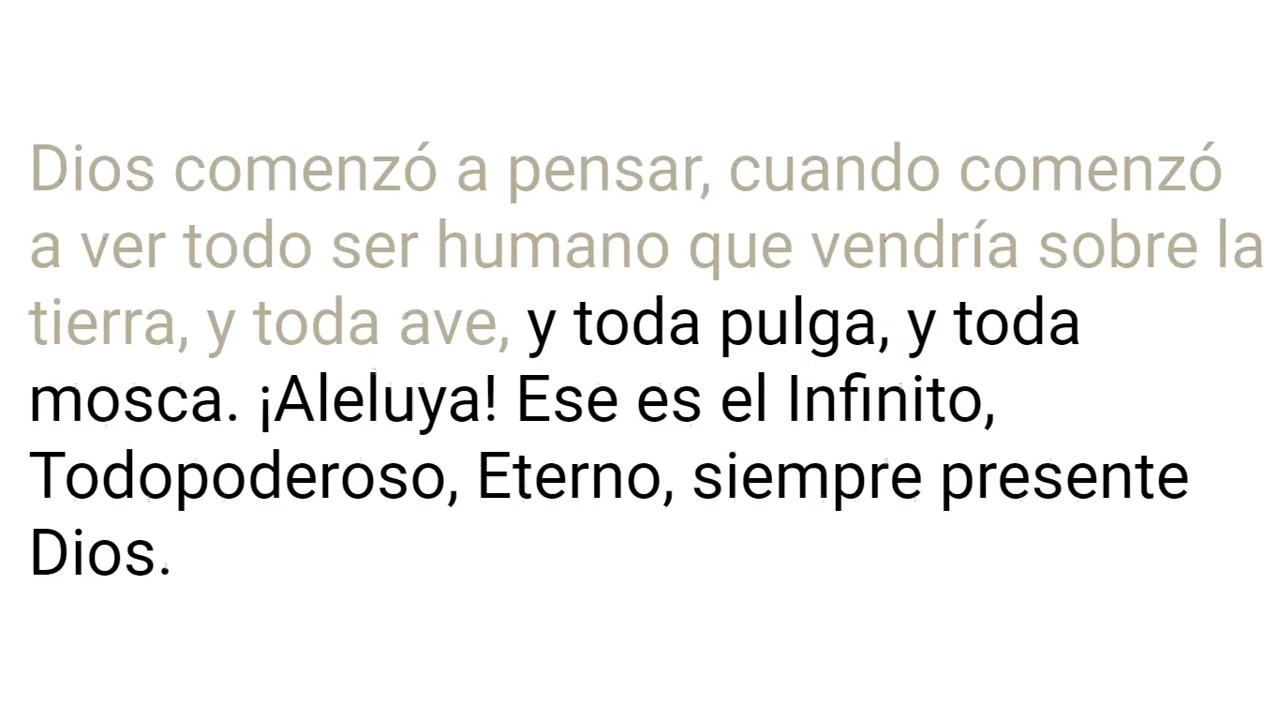 Dios comenzó a pensar, cuando comenzó
a ver todo ser humano que vendría sobre la
tierra, y toda ave, y toda pulga, y toda
mosca. ¡Aleluya! Ese es el Infinito,
Todopoderoso, Eterno, siempre presente
Dios.